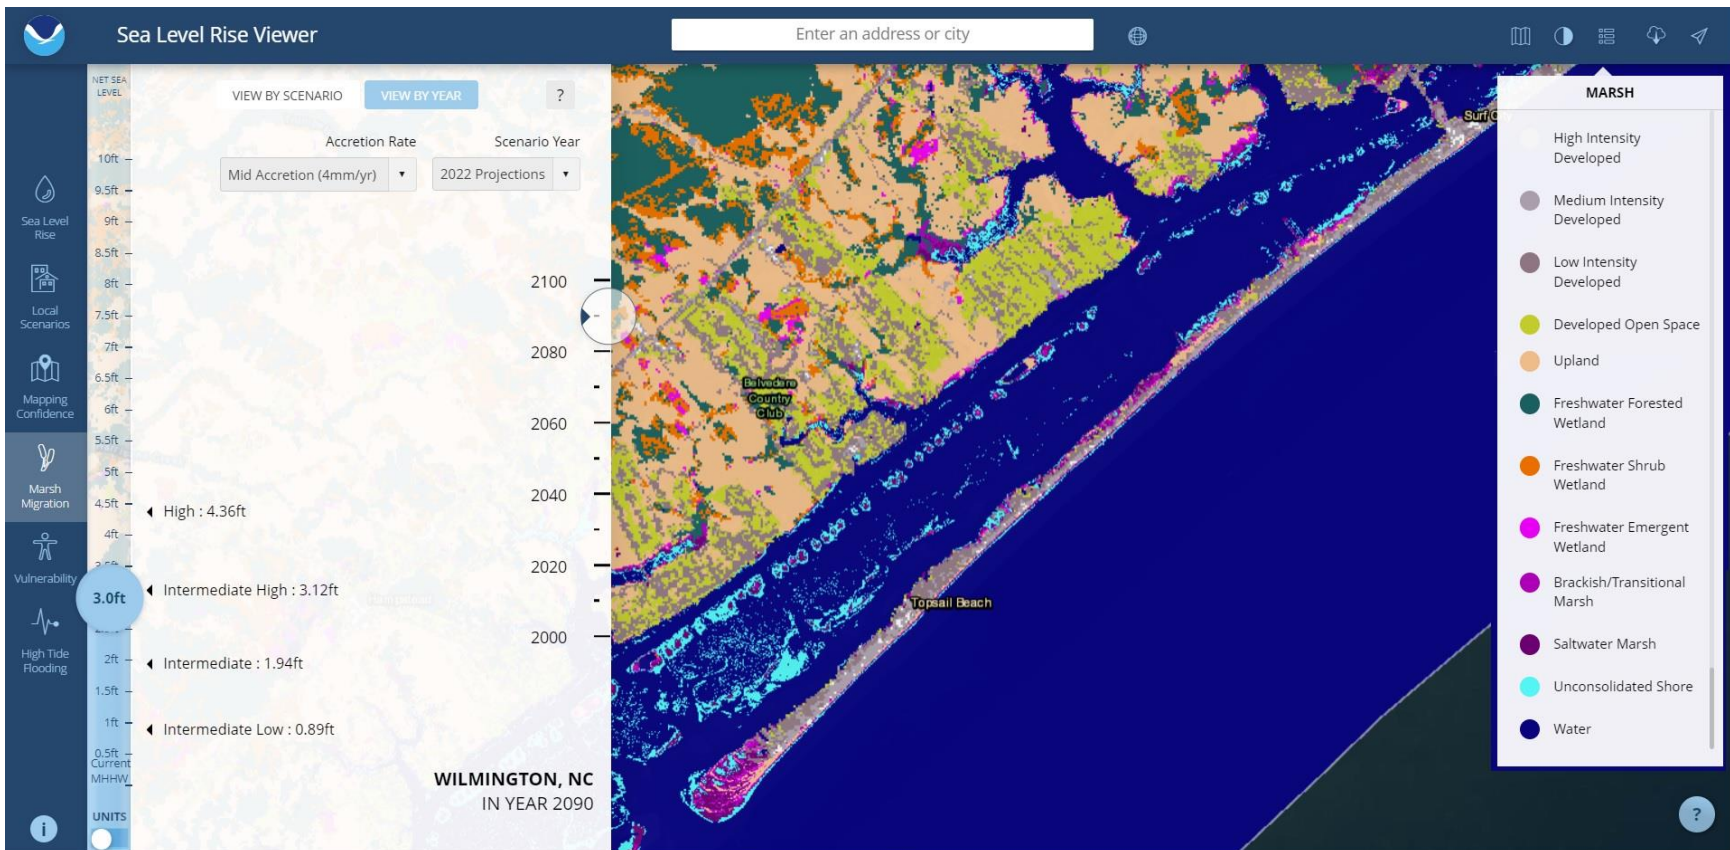 Sea Level Rise Viewer
Enter an address or city
NET SEA
LEVEL
VIEW BY SCENARIO
VIEW BY YEAR
?
Accretion Rate
Scenario Year
Mid Accretion (4mm/yr)
2022 Projections
10ft
9.5ft
9ft
8.5ft
8ft
7.5ft
7ft
6.5ft
6ft
5.5ft
5ft
4.5ft
4ft
3.0ft
2ft
1.5ft
1ft
0.5ft
Current
MHHW
UNITS
Sea Level
Rise
Local
Scenarios
Mapping
Confidence
Marsh
Migration
Vulnerability
High Tide
Flooding
i
2100
2080
2060
2040
2020
2000
High : 4.36ft
Intermediate High : 3.12ft
Intermediate : 1.94ft
Intermediate Low : 0.89ft
WILMINGTON, NC
IN YEAR 2090
Belvedere
Country
Club
Topsail Beach
Surf
MARSH
High Intensity
Developed
Medium Intensity
Developed
Low Intensity
Developed
Developed Open Space
Upland
Freshwater Forested
Wetland
Freshwater Shrub
Wetland
Freshwater Emergent
Wetland
Brackish/Transitional
Marsh
Saltwater Marsh
Unconsolidated Shore
Water
?